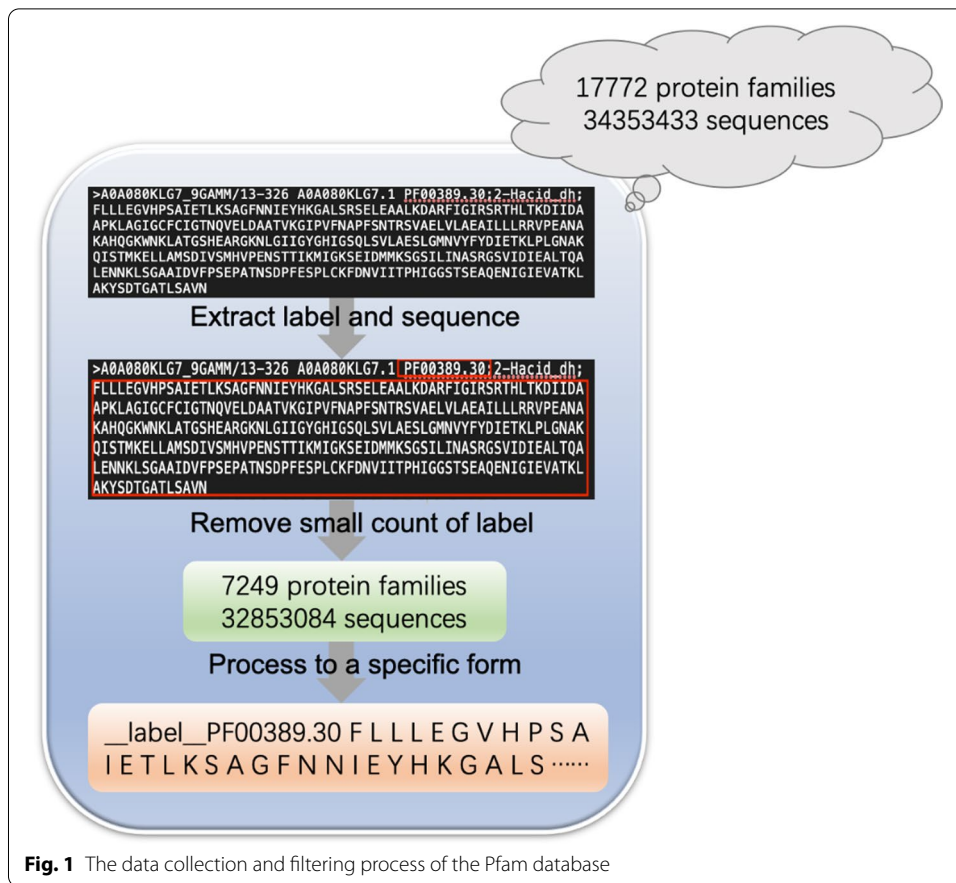 17772 protein families
34353433 sequences
>A0A080KLG7_9GAMM/13-326 A0A080KLG7.1 PF00389.30;2-Hacid_dh;
FLLLEGVHPSAIETLKSAGFNNIEYHKGALSRSELEAALKDARFIGIRSRTHLTKDIIDA
APKLAGIGCFCIGTNQVELDAATVKGIPVFNAPFSNTRSVAELVLAEAILLLRRVPEANA
KAHQGKWNKLATGSHEARGKNLGIIGYGHIGSQLSVLAESLGMNVYFYDIETKLPLGNAK
QISTMKELLAMSDIVSMHVPENSTTIKMIGKSEIDMMKSGSILINASRGSVIDIEALTQA
LENNKLSGAAIDVFPSEPATNSDPFESPLCKFDNVIITPHIGGSTSEAQENIGIEVATKL
AKYSDTGATLSAVN
Extract label and sequence
>A0A080KLG7_9GAMM/13-326 A0A080KLG7.1 PF00389.30;2-Hacid_dh;
FLLLEGVHPSAIETLKSAGFNNIEYHKGALSRSELEAALKDARFIGIRSRTHLTKDIIDA
APKLAGIGCFCIGTNQVELDAATVKGIPVFNAPFSNTRSVAELVLAEAILLLRRVPEANA
KAHQGKWNKLATGSHEARGKNLGIIGYGHIGSQLSVLAESLGMNVYFYDIETKLPLGNAK
QISTMKELLAMSDIVSMHVPENSTTIKMIGKSEIDMMKSGSILINASRGSVIDIEALTQA
LENNKLSGAAIDVFPSEPATNSDPFESPLCKFDNVIITPHIGGSTSEAQENIGIEVATKL
AKYSDTGATLSAVN
Remove small count of label
7249 protein families
32853084 sequences
Process to a specific form
__label__PF00389.30 F L L L E G V H P S A
I E T L K S A G F N N I E Y H K G A L S ······
Fig. 1 The data collection and filtering process of the Pfam database